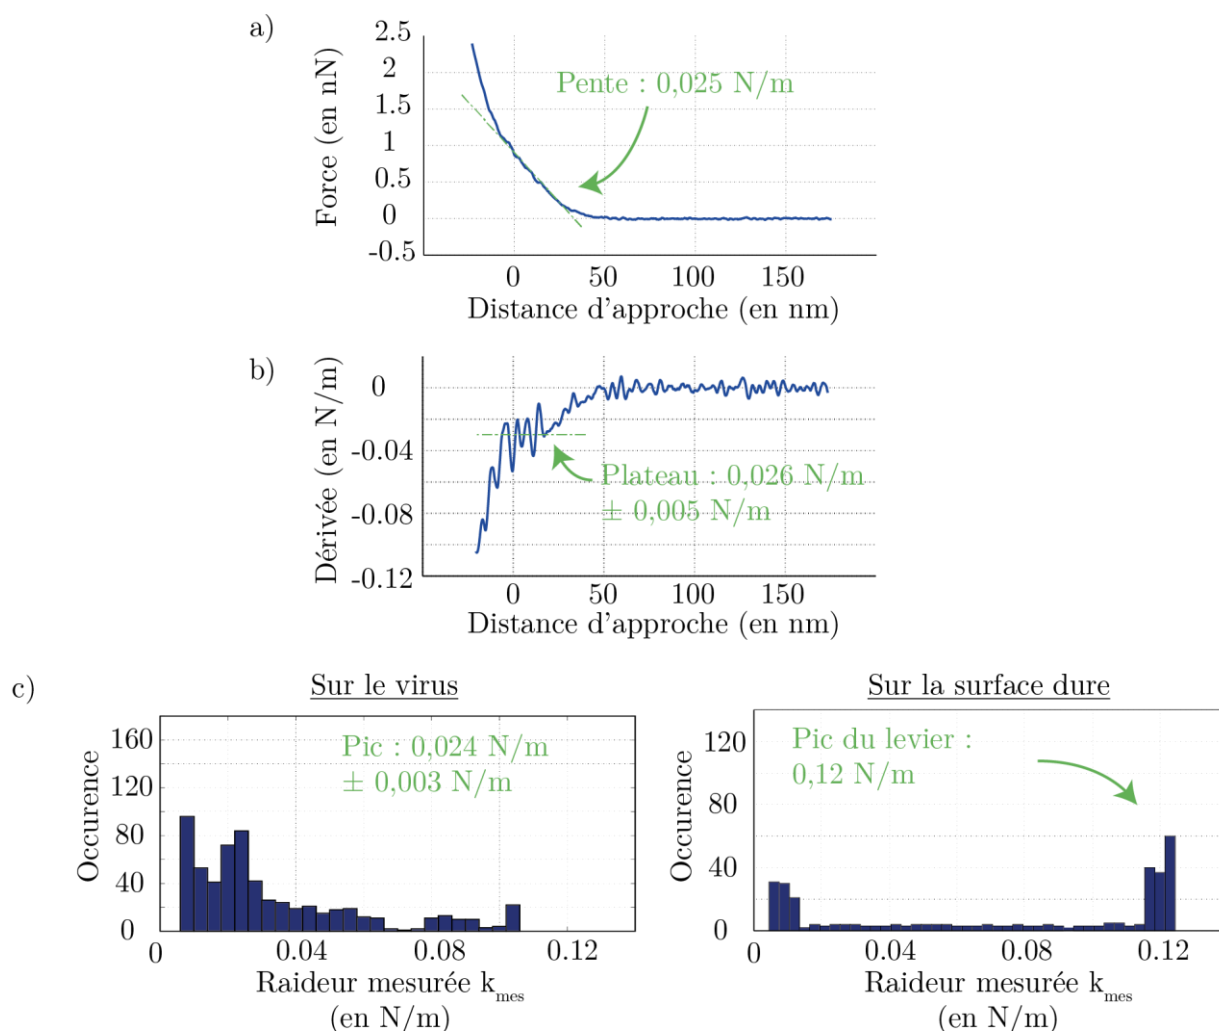 a)
2.5
2
1.5
1
0.5
0
-0.5
Force (en nN)
Pente : 0,025 N/m
0 50 100 150
Distance d'approche (en nm)
b)
0
-0.04
-0.08
-0.12
Dérivée (en N/m)
Plateau : 0,026 N/m
± 0,005 N/m
0 50 100 150
Distance d'approche (en nm)
c)
Sur le virus
160
120
80
40
0
Occurence
Pic : 0,024 N/m
± 0,003 N/m
0 0.04 0.08 0.12
Raideur mesurée k_mes
(en N/m)
Sur la surface dure
120
80
40
0
Occurence
Pic du levier :
0,12 N/m
0 0.04 0.08 0.12
Raideur mesurée k_mes
(en N/m)